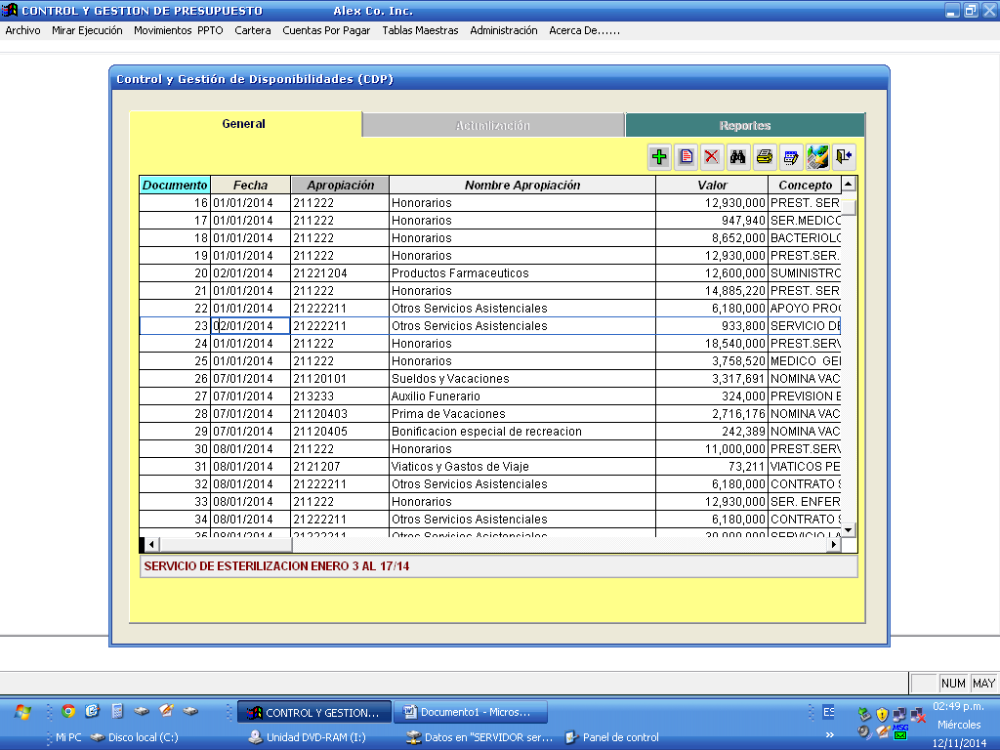 CONTROL Y GESTION DE PRESUPUESTO Alex Co. Inc.
Archivo Mirar Ejecución Movimientos PPTO Cartera Cuentas Por Pagar Tablas Maestras Administración Acerca De......
Control y Gestión de Disponibilidades (CDP)
General Actualización Reportes
Documento Fecha Apropiación Nombre Apropiación Valor Concepto
16 01/01/2014 211222 Honorarios 12,930,000 PREST. SER
17 01/01/2014 211222 Honorarios 947,940 SER.MEDICO
18 01/01/2014 211222 Honorarios 8,652,000 BACTERIOLO
19 01/01/2014 211222 Honorarios 12,930,000 PREST.SER.
20 02/01/2014 21221204 Productos Farmaceuticos 12,600,000 SUMINISTRO
21 01/01/2014 211222 Honorarios 14,885,220 PREST. SER
22 01/01/2014 21222211 Otros Servicios Asistenciales 6,180,000 APOYO PROC
23 02/01/2014 21222211 Otros Servicios Asistenciales 933,800 SERVICIO DE
24 01/01/2014 211222 Honorarios 18,540,000 PREST.SERV
25 01/01/2014 211222 Honorarios 3,758,520 MEDICO GEI
26 07/01/2014 21120101 Sueldos y Vacaciones 3,317,691 NOMINA VAC
27 07/01/2014 213233 Auxilio Funerario 324,000 PREVISION E
28 07/01/2014 21120403 Prima de Vacaciones 2,716,176 NOMINA VAC
29 07/01/2014 21120405 Bonificacion especial de recreacion 242,389 NOMINA VAC
30 08/01/2014 211222 Honorarios 11,000,000 PREST.SERV
31 08/01/2014 2121207 Viaticos y Gastos de Viaje 73,211 VIATICOS PE
32 08/01/2014 21222211 Otros Servicios Asistenciales 6,180,000 CONTRATO S
33 08/01/2014 211222 Honorarios 12,930,000 SER. ENFER
34 08/01/2014 21222211 Otros Servicios Asistenciales 6,180,000 CONTRATO S
35 08/01/2014 21222211 Otros Servicios Asistenciales 30,000,000 SERVICIO LA
SERVICIO DE ESTERILIZACION ENERO 3 AL 17/14
NUM MAY
CONTROL Y GESTION... Documento1 - Micros... ES 02:49 p.m.
Miércoles
Mi PC Disco local (C:) Unidad DVD-RAM (I:) Datos en "SERVIDOR ser... Panel de control » MSG
12/11/2014